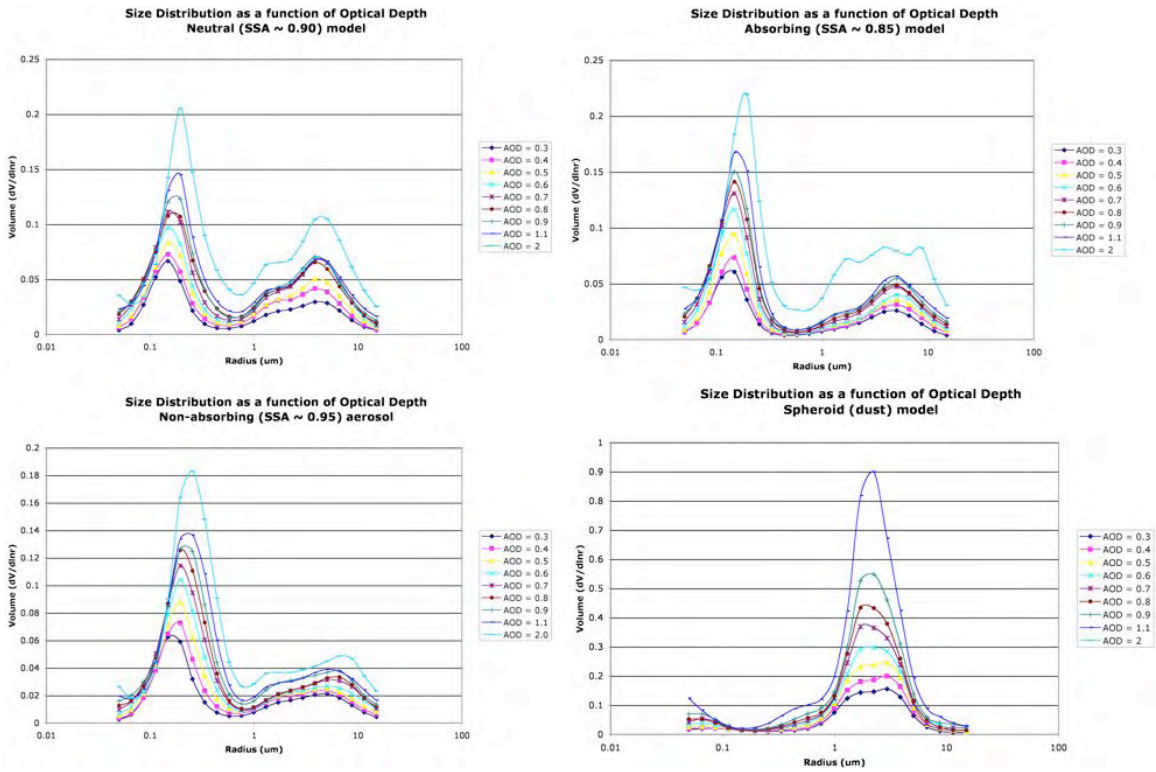 Size Distribution as a function of Optical Depth
Neutral (SSA ~ 0.90) model
0.25
0.2
0.15
0.1
0.05
0
Volume (dV/dlnr)
0.01
0.1
1
10
100
Radius (um)
AOD = 0.3
AOD = 0.4
AOD = 0.5
AOD = 0.6
AOD = 0.7
AOD = 0.8
AOD = 0.9
AOD = 1.1
AOD = 2
Size Distribution as a function of Optical Depth
Absorbing (SSA ~ 0.85) model
0.25
0.2
0.15
0.1
0.05
0
Volume (dV/dlnr)
0.01
0.1
1
10
100
Radius (um)
AOD = 0.3
AOD = 0.4
AOD = 0.5
AOD = 0.6
AOD = 0.7
AOD = 0.8
AOD = 0.9
AOD = 1.1
AOD = 2
Size Distribution as a function of Optical Depth
Non-absorbing (SSA ~ 0.95) aerosol
0.2
0.18
0.16
0.14
0.12
0.1
0.08
0.06
0.04
0.02
0
Volume (dV/dlnr)
0.01
0.1
1
10
100
Radius (um)
AOD = 0.3
AOD = 0.4
AOD = 0.5
AOD = 0.6
AOD = 0.7
AOD = 0.8
AOD = 0.9
AOD = 1.1
AOD = 2.0
Size Distribution as a function of Optical Depth
Spheroid (dust) model
1
0.9
0.8
0.7
0.6
0.5
0.4
0.3
0.2
0.1
0
Volume (dV/dlnr)
0.01
0.1
1
10
100
Radius (um)
AOD = 0.3
AOD = 0.4
AOD = 0.5
AOD = 0.6
AOD = 0.7
AOD = 0.8
AOD = 0.9
AOD = 1.1
AOD = 2